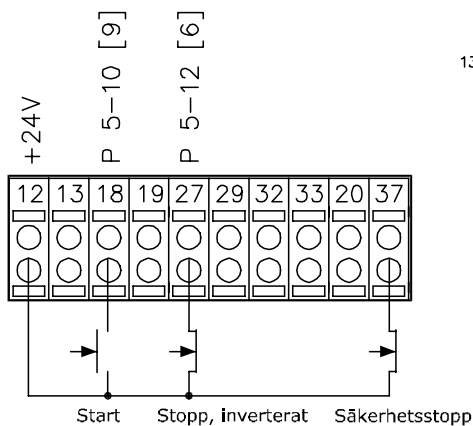 +24V
P 5-10 [9]
P 5-12 [6]
13
12 13 18 19 27 29 32 33 20 37
Start Stopp, inverterat Säkerhetsstopp